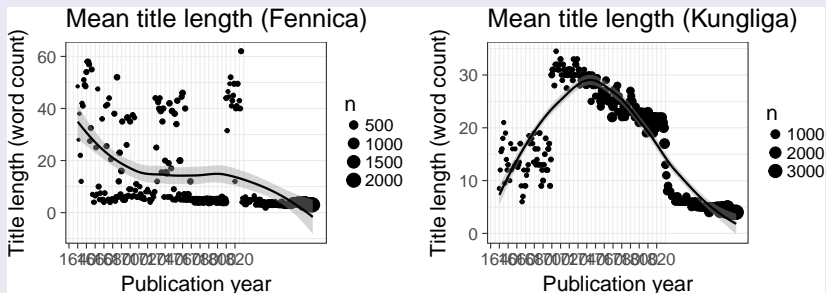 Mean title length (Fennica)
Title length (word count)
60
40
20
0
Publication year
n
500
1000
1500
2000
Mean title length (Kungliga)
Title length (word count)
30
20
10
0
Publication year
n
1000
2000
3000